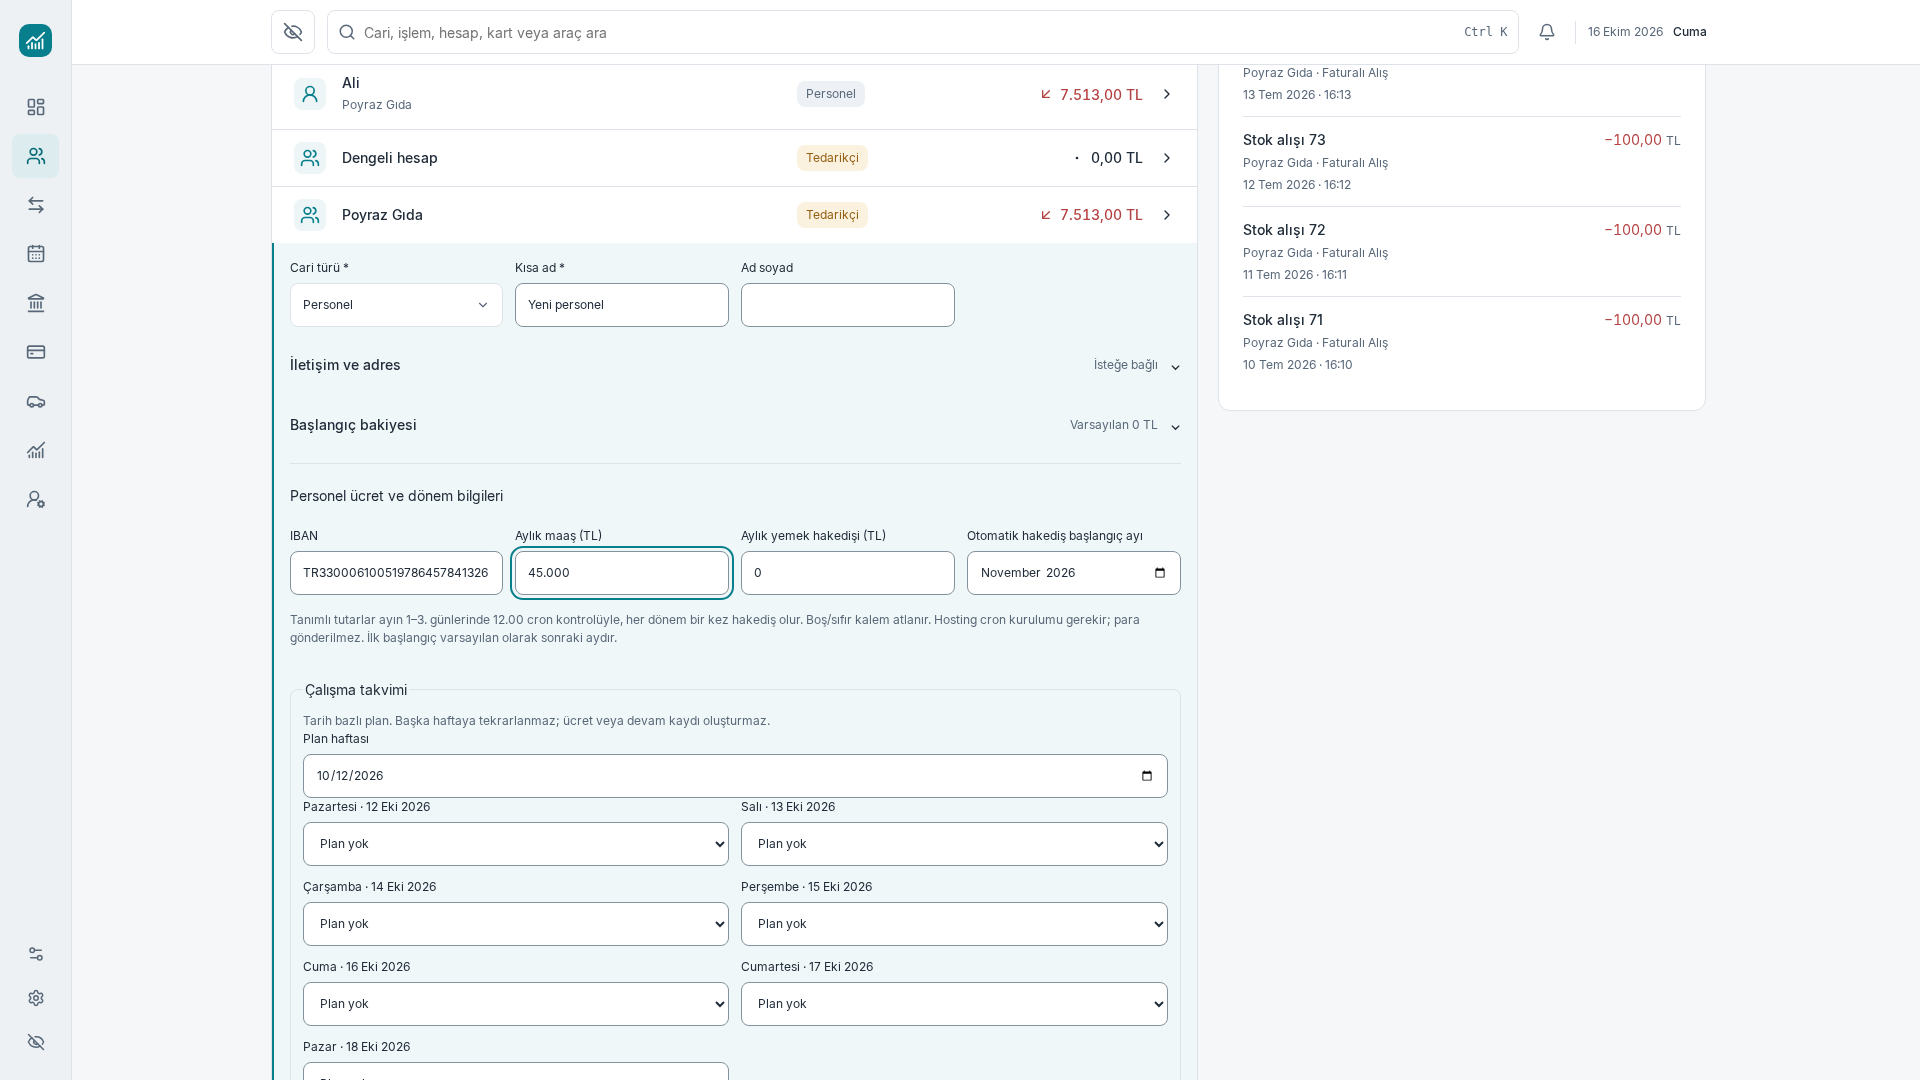 Cari, işlem, hesap, kart veya araç ara
Ctrl K
16 Ekim 2026 Cuma
Ali
Poyraz Gıda
Personel
7.513,00 TL
Dengeli hesap
Tedarikçi
· 0,00 TL
Poyraz Gıda
Tedarikçi
7.513,00 TL
Cari türü *
Kısa ad *
Ad soyad
Personel
Yeni personel
İletişim ve adres
İsteğe bağlı
Başlangıç bakiyesi
Varsayılan 0 TL
Personel ücret ve dönem bilgileri
IBAN
Aylık maaş (TL)
Aylık yemek hakedişi (TL)
Otomatik hakediş başlangıç ayı
TR330006100519786457841326
45.000
0
November 2026
Tanımlı tutarlar ayın 1–3. günlerinde 12.00 cron kontrolüyle, her dönem bir kez hakediş olur. Boş/sıfır kalem atlanır. Hosting cron kurulumu gerekir; para
gönderilmez. İlk başlangıç varsayılan olarak sonraki aydır.
Çalışma takvimi
Tarih bazlı plan. Başka haftaya tekrarlanmaz; ücret veya devam kaydı oluşturmaz.
Plan haftası
10/12/2026
Pazartesi · 12 Eki 2026
Salı · 13 Eki 2026
Plan yok
Plan yok
Çarşamba · 14 Eki 2026
Perşembe · 15 Eki 2026
Plan yok
Plan yok
Cuma · 16 Eki 2026
Cumartesi · 17 Eki 2026
Plan yok
Plan yok
Pazar · 18 Eki 2026
Poyraz Gıda · Faturalı Alış
13 Tem 2026 · 16:13
Stok alışı 73
−100,00 TL
Poyraz Gıda · Faturalı Alış
12 Tem 2026 · 16:12
Stok alışı 72
−100,00 TL
Poyraz Gıda · Faturalı Alış
11 Tem 2026 · 16:11
Stok alışı 71
−100,00 TL
Poyraz Gıda · Faturalı Alış
10 Tem 2026 · 16:10